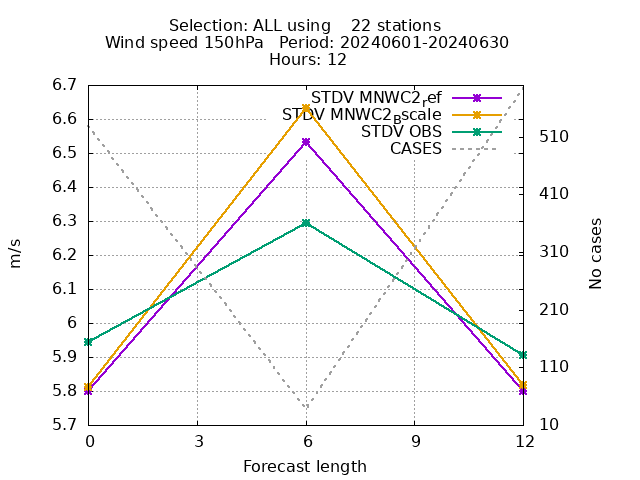 Selection: ALL using    22 stations
Wind speed 150hPa   Period: 20240601-20240630
Hours: 12
6.7
6.6
6.5
6.4
6.3
6.2
6.1
6
5.9
5.8
5.7
m/s
STDV MNWC2ref
STDV MNWC2Bscale
STDV OBS
CASES
510
410
310
210
110
10
No cases
0 3 6 9 12
Forecast length